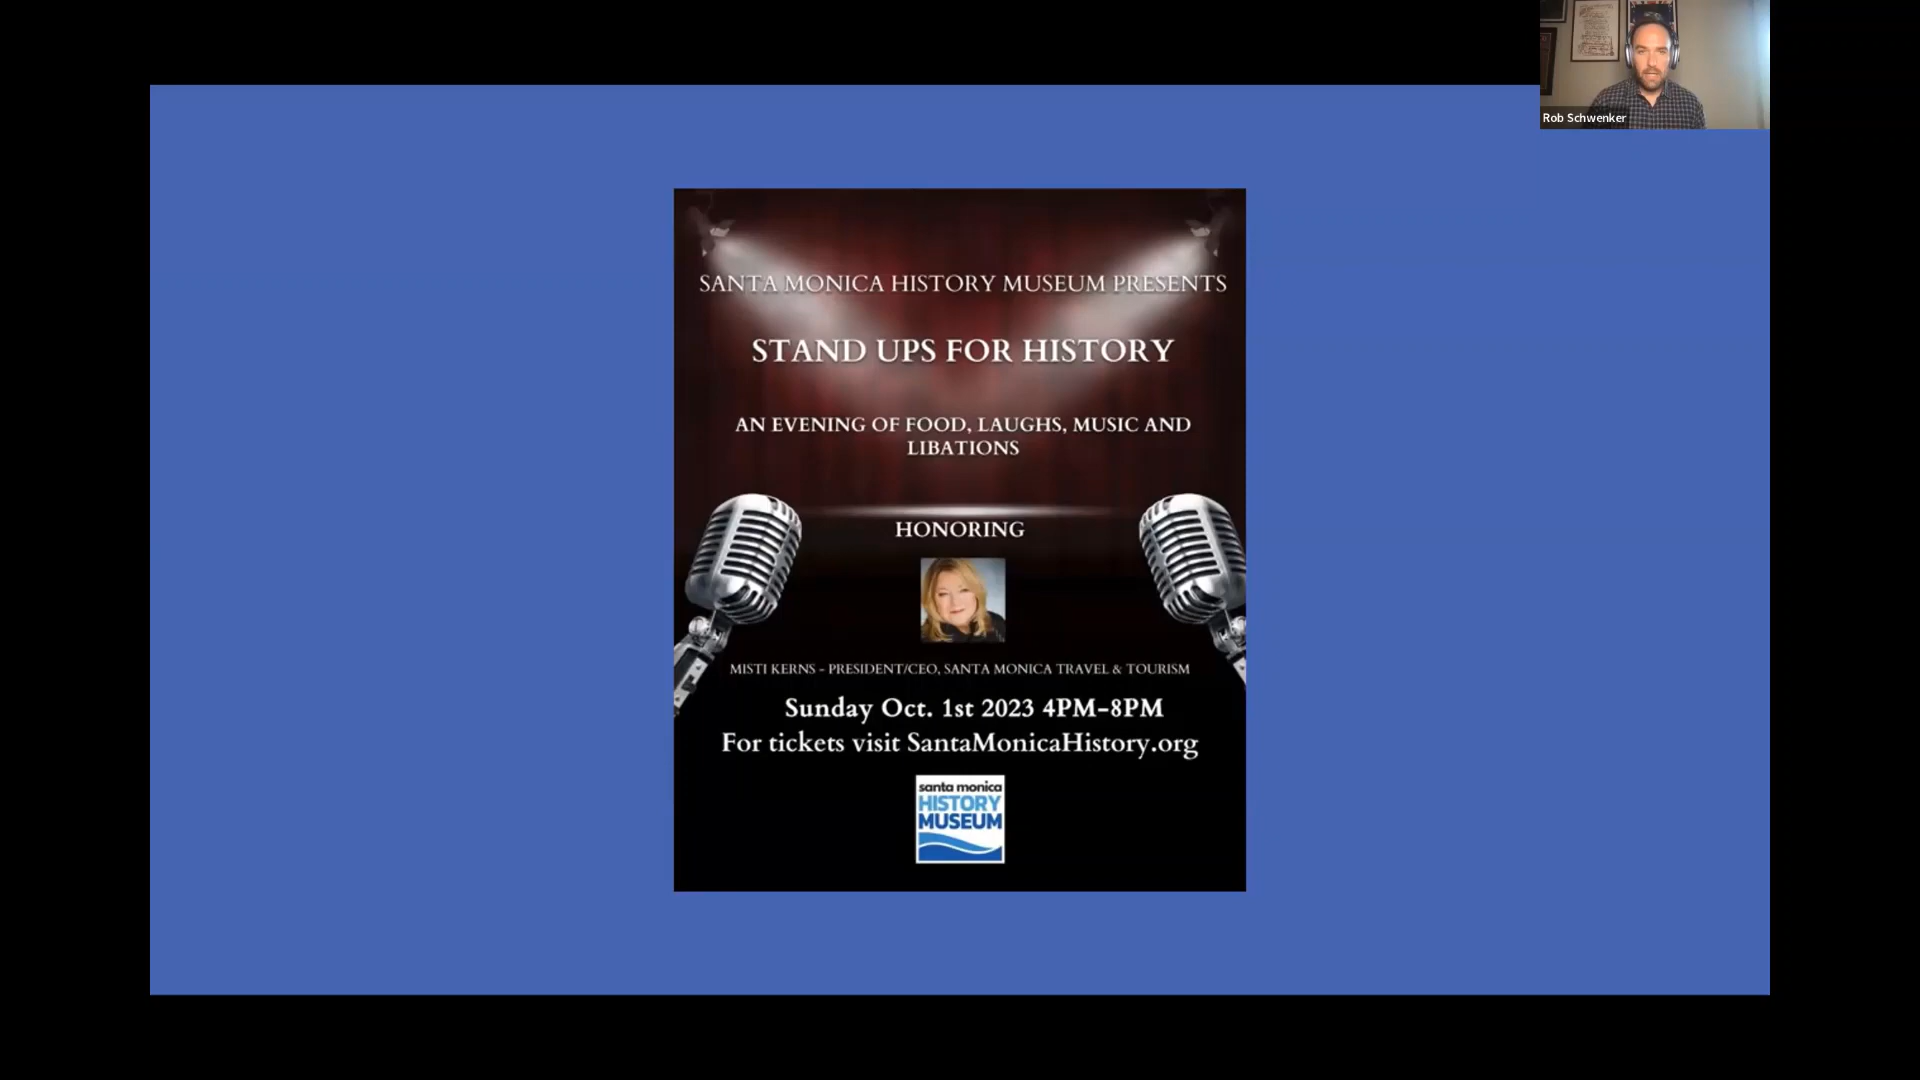 Rob Schwenker
SANTA MONICA HISTORY MUSEUM PRESENTS
STAND UPS FOR HISTORY
AN EVENING OF FOOD, LAUGHS, MUSIC AND
LIBATIONS
HONORING
MISTI KERNS - PRESIDENT/CEO, SANTA MONICA TRAVEL & TOURISM
Sunday Oct. 1st 2023 4PM-8PM
For tickets visit SantaMonicaHistory.org
santa monica
HISTORY
MUSEUM